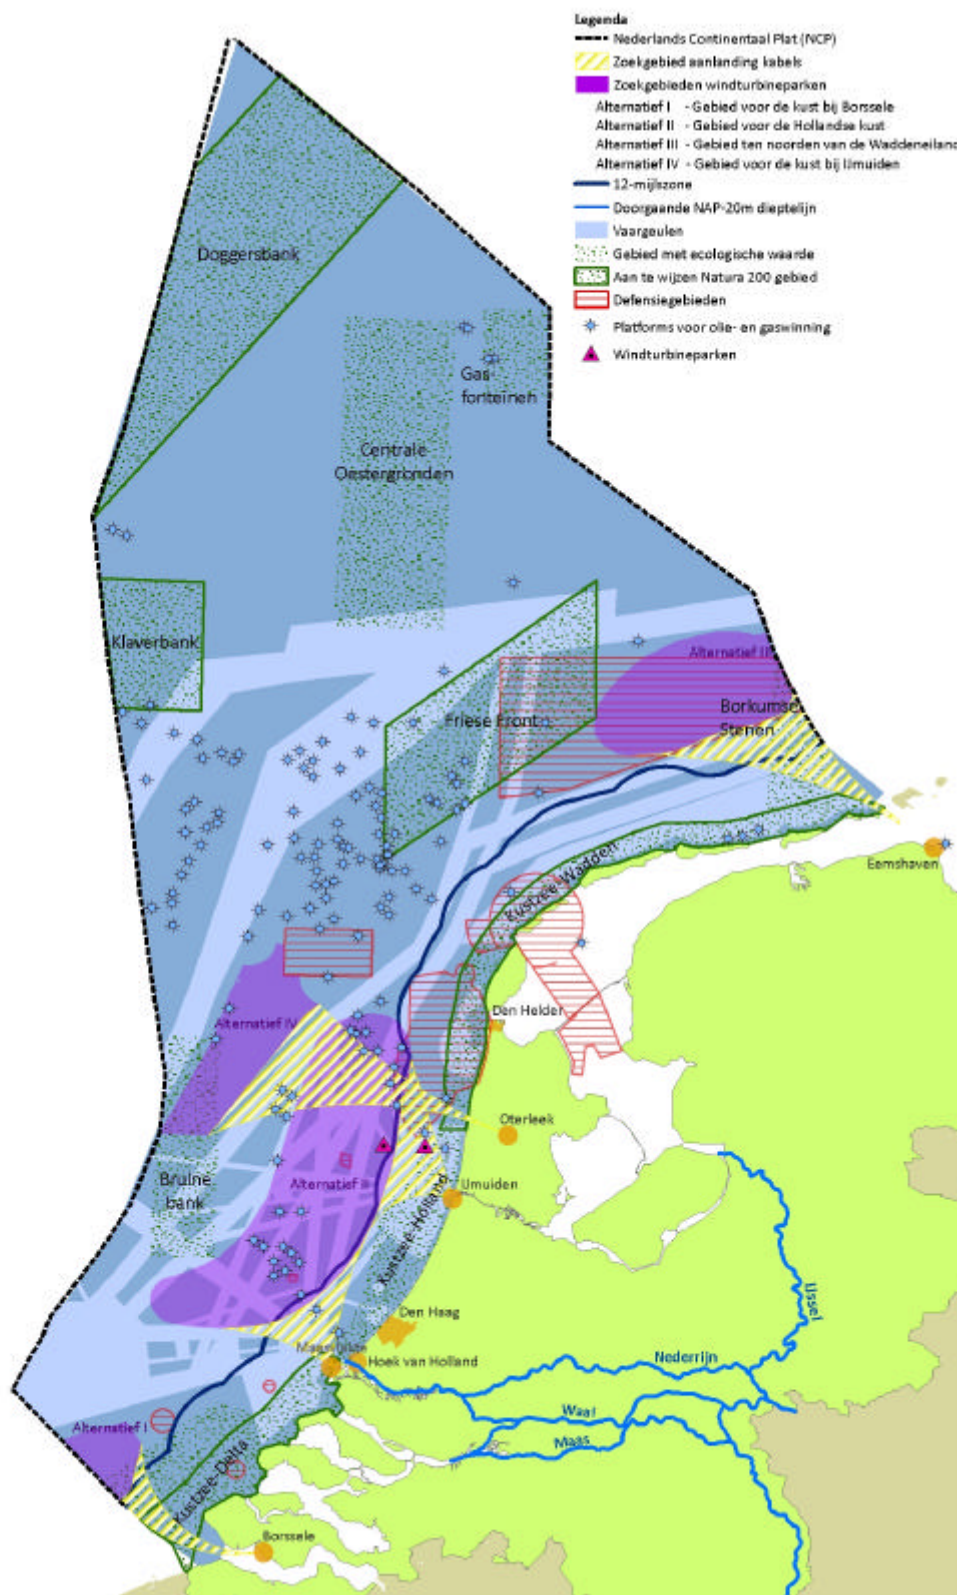 Legenda
Nederlands Continentaal Plat (NCP)
Zoekgebied aanlanding kabels
Zoekgebieden windturbineparken
Alternatief I - Gebied voor de kust bij Borssele
Alternatief II - Gebied voor de Hollandse kust
Alternatief III - Gebied ten noorden van de Waddeneiland
Alternatief IV - Gebied voor de kust bij IJmuiden
12-mijlszone
Doorgaande NAP-20m dieptelijn
Vaargeulen
Gebied met ecologische waarde
Aan te wijzen Natura 200 gebied
Defensiegebieden
Platforms voor olie- en gaswinning
Windturbineparken
Doggersbank
Gas-
fonteinen
Centrale
Oestergronden
Klaverbank
Alternatief III
Friese Front
Borkumse
Stenen
Eemshaven
Kustzee-Wadden
Den Helder
Alternatief IV
Oterleek
Bruine
bank
Alternatief II
IJmuiden
Kustzee-Holland
Den Haag
Maasvlakte
Hoek van Holland
Nederrijn
IJssel
Waal
Maas
Alternatief I
Kustzee-Delta
Borssele